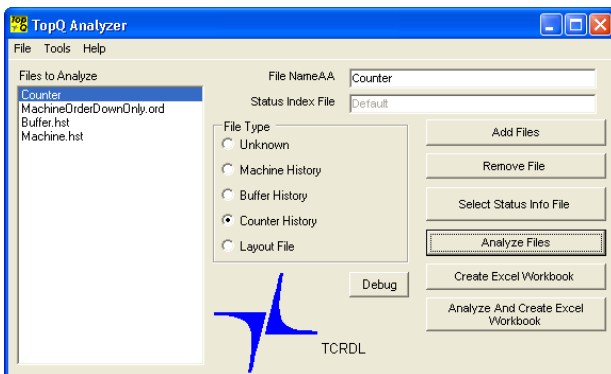 Top Q TopQ Analyzer
File Tools Help
Files to Analyze
Counter
MachineOrderDownOnly.ord
Buffer.hst
Machine.hst
File NameAA Counter
Status Index File Default
File Type
Unknown
Machine History
Buffer History
Counter History
Layout File
Add Files
Remove File
Select Status Info File
Analyze Files
Debug
Create Excel Workbook
Analyze And Create Excel
Workbook
TCRDL